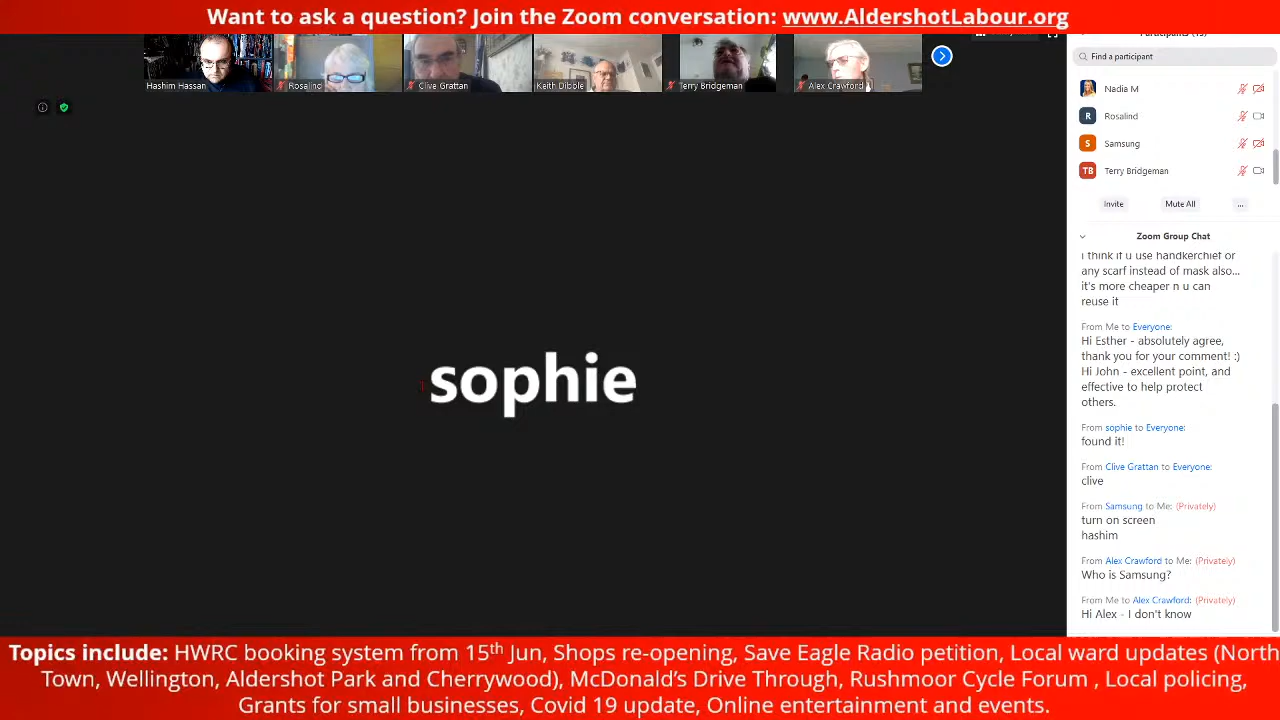 Want to ask a question? Join the Zoom conversation: www.AldershotLabour.org
Hashim Hassan
Rosalind
Clive Grattan
Keith Dibble
Terry Bridgeman
Alex Crawford
Find a participant
Nadia M
R Rosalind
S Samsung
TB Terry Bridgeman
Invite Mute All ...
Zoom Group Chat
I think if u use handkerchief or
any scarf instead of mask also...
it's more cheaper n u can
reuse it
From Me to Everyone:
Hi Esther - absolutely agree,
thank you for your comment! :)
Hi John - excellent point, and
effective to help protect
others.
From sophie to Everyone:
found it!
From Clive Grattan to Everyone:
clive
From Samsung to Me: (Privately)
turn on screen
hashim
From Alex Crawford to Me: (Privately)
Who is Samsung?
From Me to Alex Crawford: (Privately)
Hi Alex - I don't know
sophie
Topics include: HWRC booking system from 15th Jun, Shops re-opening, Save Eagle Radio petition, Local ward updates (North
Town, Wellington, Aldershot Park and Cherrywood), McDonald's Drive Through, Rushmoor Cycle Forum , Local policing,
Grants for small businesses, Covid 19 update, Online entertainment and events.